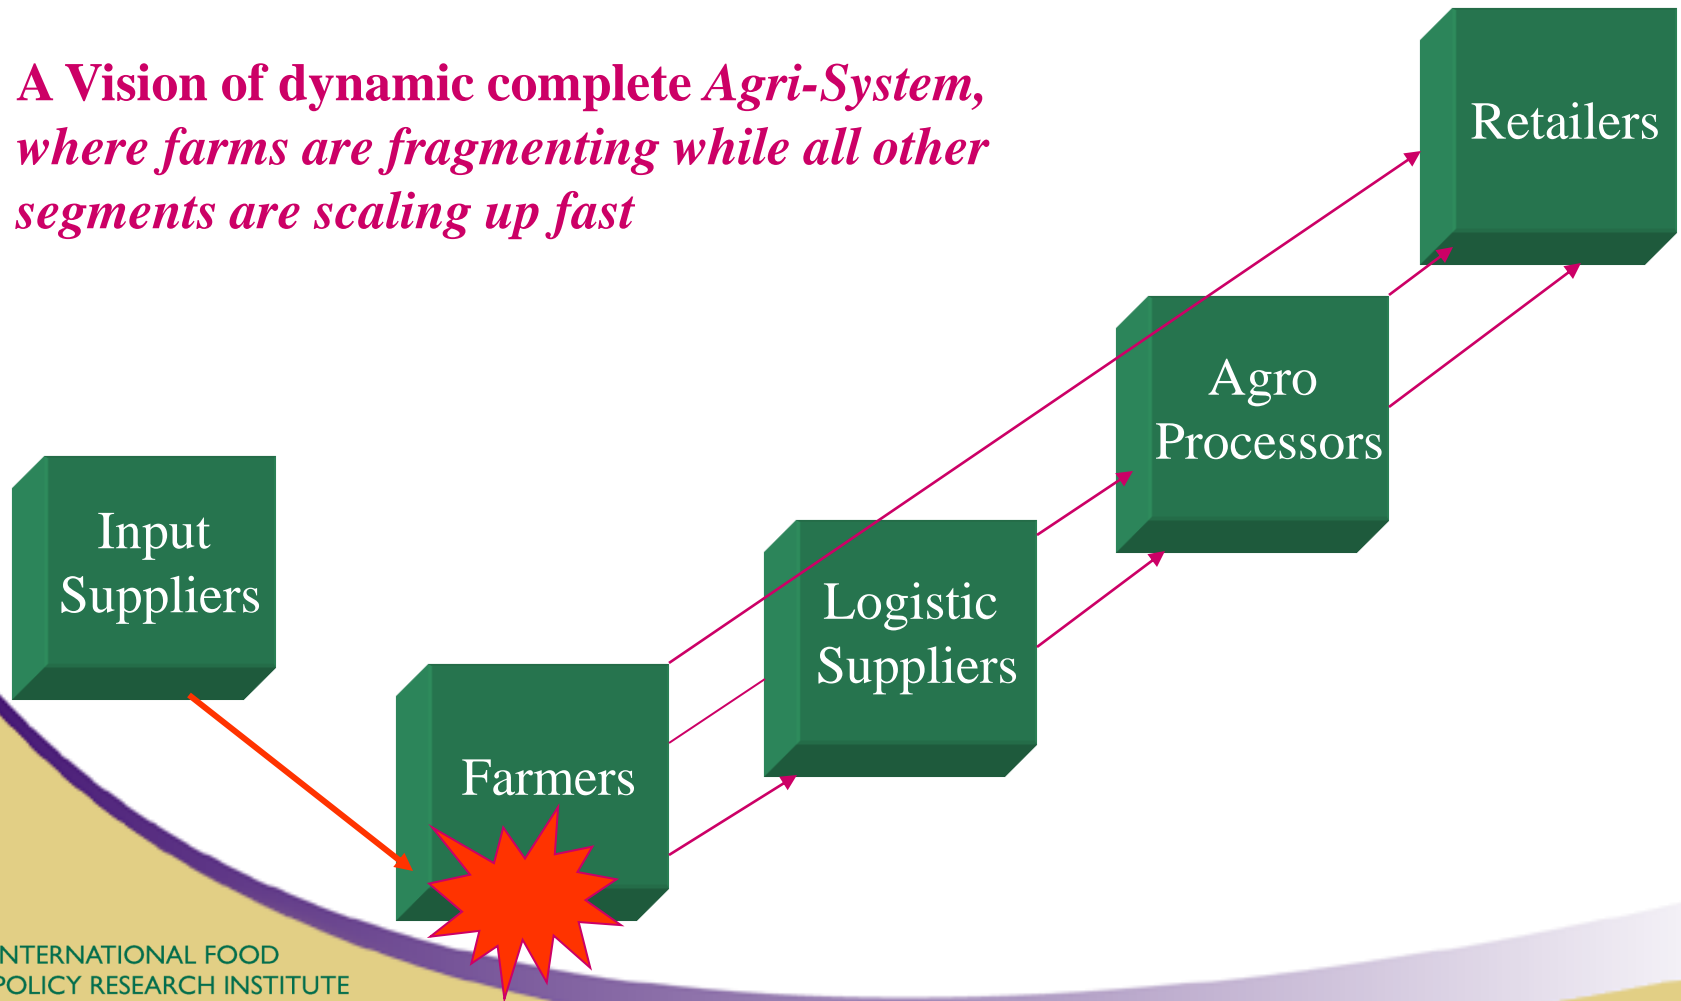 A Vision of dynamic complete Agri-System,
where farms are fragmenting while all other
segments are scaling up fast
Retailers
Agro
Processors
Input
Suppliers
Logistic
Suppliers
Farmers
NTERNATIONAL FOOD
POLICY RESEARCH INSTITUTE